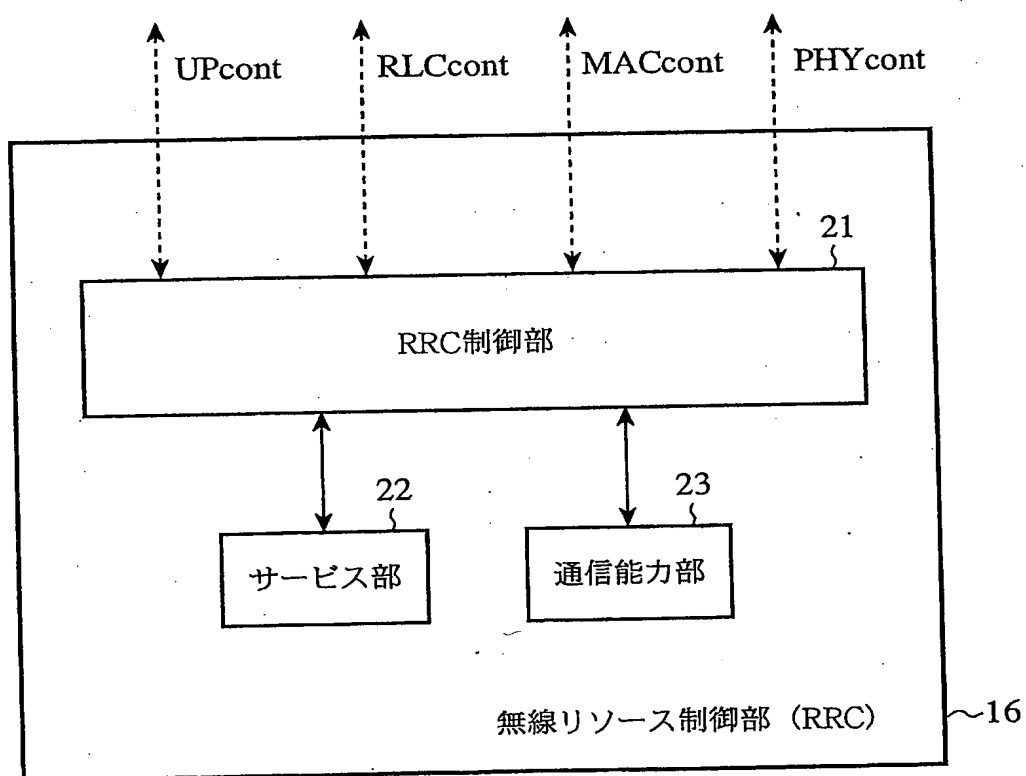 UPcont
RLCcont
MACcont
PHYcont
21
RRC制御部
22
23
サービス部
通信能力部
無線リソース制御部（RRC）
16